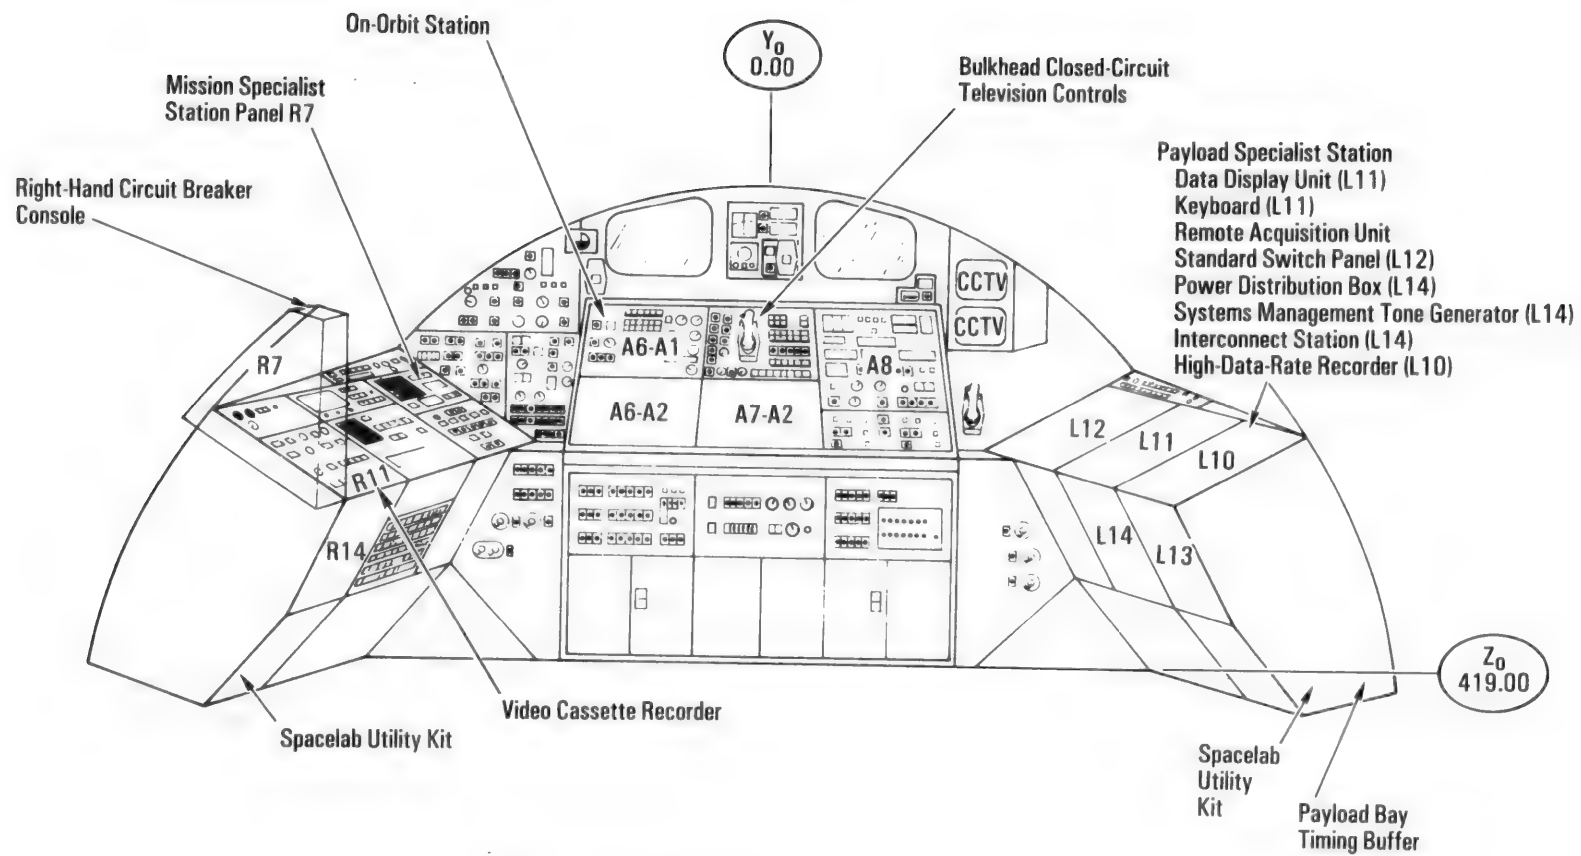 On-Orbit Station
Y0
0.00
Mission Specialist
Station Panel R7
Bulkhead Closed-Circuit
Television Controls
Right-Hand Circuit Breaker
Console
Payload Specialist Station
Data Display Unit (L11)
Keyboard (L11)
Remote Acquisition Unit
Standard Switch Panel (L12)
Power Distribution Box (L14)
Systems Management Tone Generator (L14)
Interconnect Station (L14)
High-Data-Rate Recorder (L10)
CCTV
CCTV
R7
A6-A1
A8
A6-A2
A7-A2
L12
L11
L10
R11
R14
L14
L13
Z0
419.00
Video Cassette Recorder
Spacelab Utility Kit
Spacelab
Utility
Kit
Payload Bay
Timing Buffer